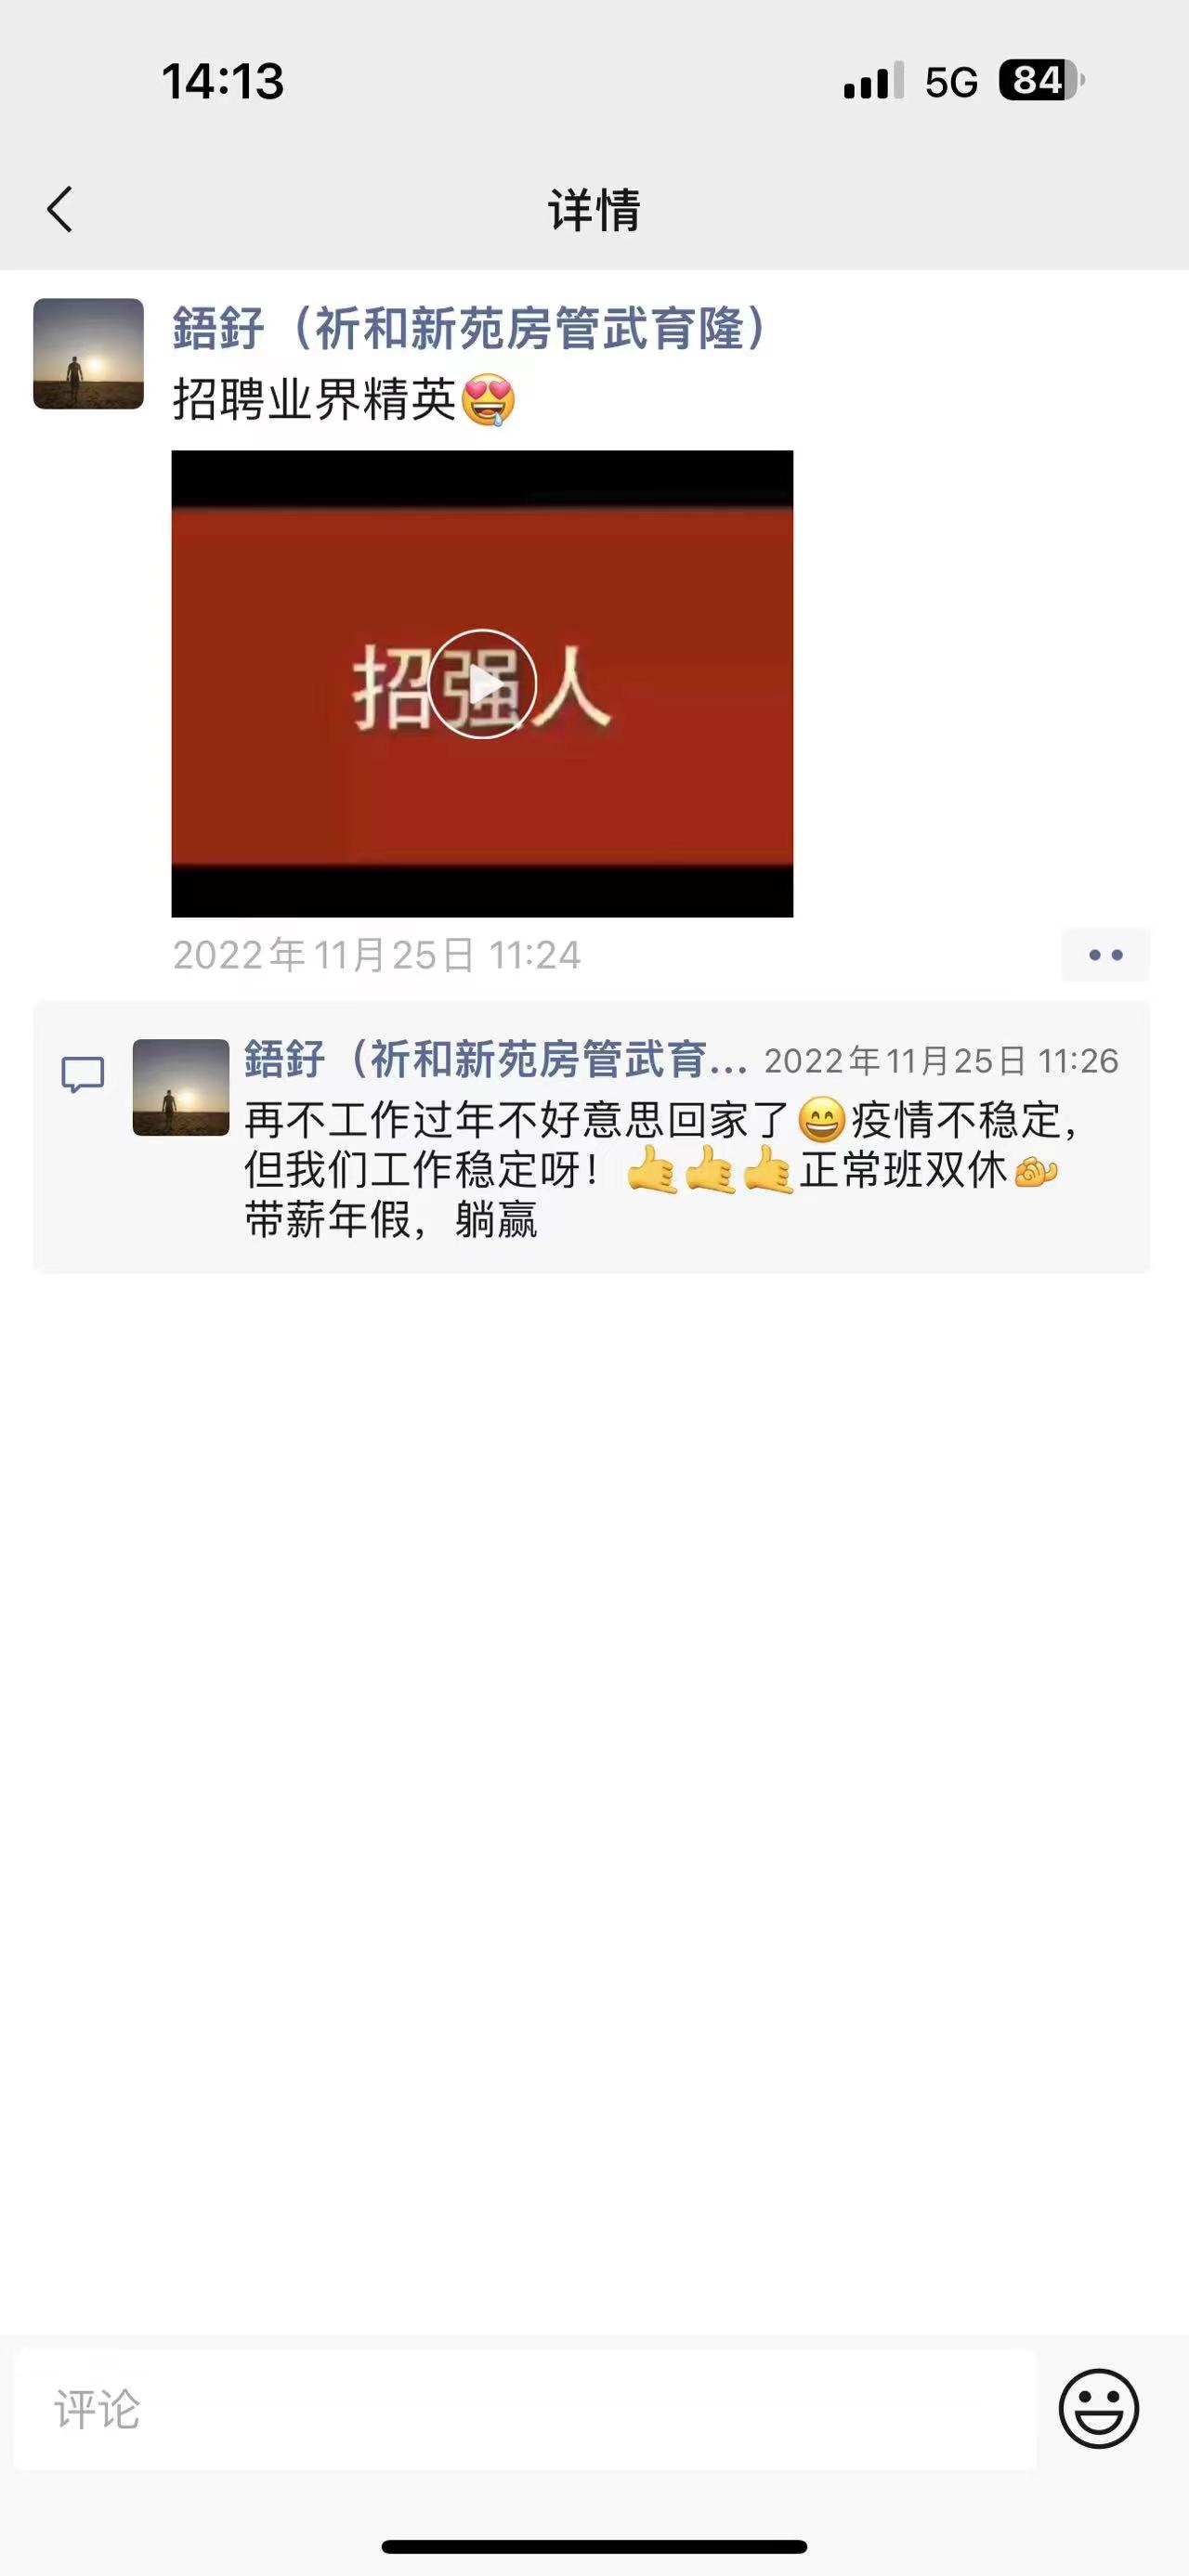 14:13
5G 84
详情
鋙釨（祈和新苑房管武育隆）
招聘业界精英😍
招强人
2022年11月25日 11:24
鋙釨（祈和新苑房管武育... 2022年11月25日 11:26
再不工作过年不好意思回家了😄疫情不稳定，
但我们工作稳定呀！🤙🤙🤙正常班双休💪
带薪年假，躺赢
评论